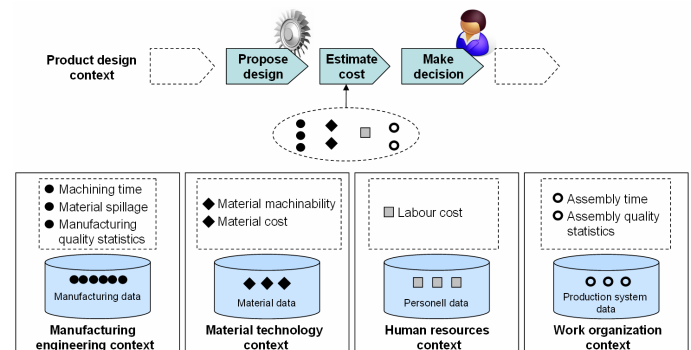 Product design
context
Propose
design
Estimate
cost
Make
decision
Machining time
Material spillage
Manufacturing
quality statistics
Manufacturing data
Manufacturing
engineering context
Material machinability
Material cost
Material data
Material technology
context
Labour cost
Personell data
Human resources
context
Assembly time
Assembly quality
statistics
Production system
data
Work organization
context